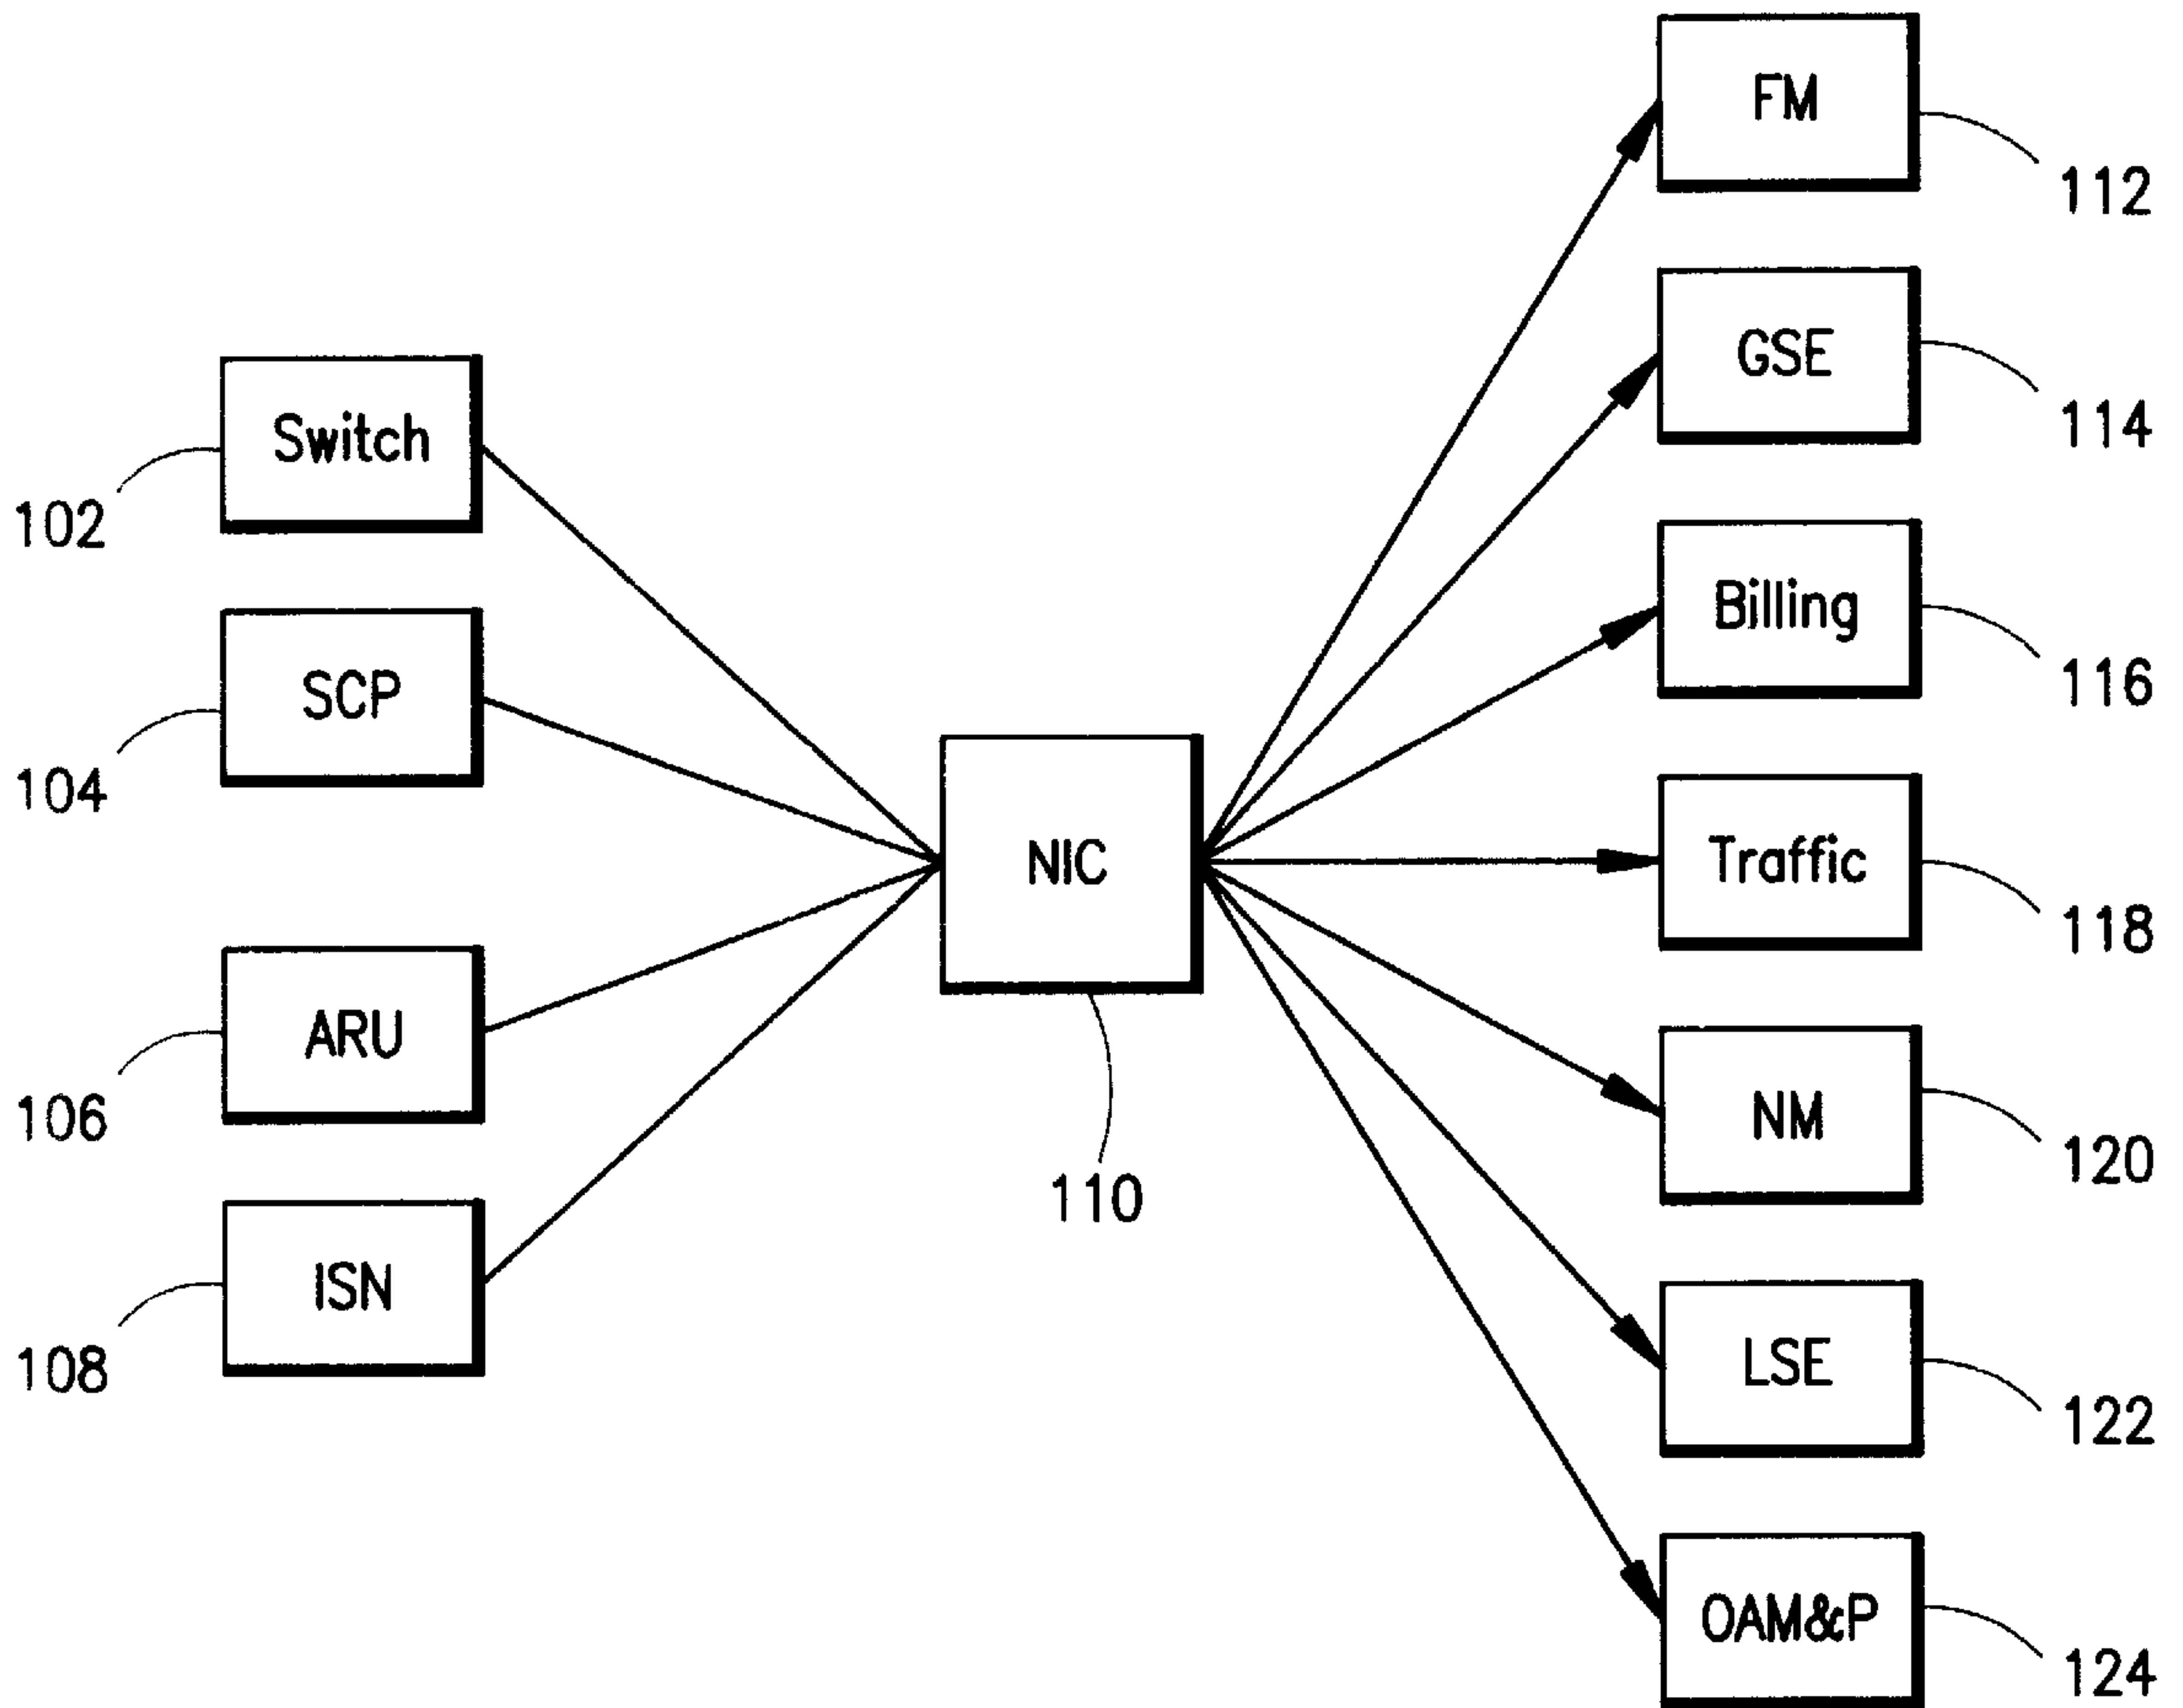 FM
112
GSE
114
Switch
102
Billing
116
SCP
104
NIC
110
Traffic
118
ARU
106
NM
120
ISN
108
LSE
122
OAM&P
124